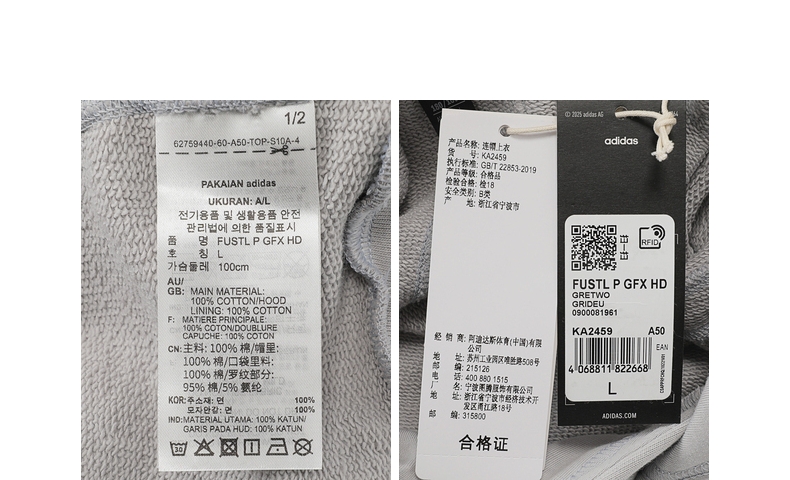 1/2
62759440-60-A50-TOP-S10A-4
PAKAIAN adidas
UKURAN: A/L
전기용품 및 생활용품 안전
관리법에 의한 품질표시
품 명 FUSTL P GFX HD
호 칭 L
가슴둘레 100cm
AU/
GB: MAIN MATERIAL:
100% COTTON/HOOD
LINING: 100% COTTON
F: MATIERE PRINCIPALE:
100% COTON/DOUBLURE
CAPUCHE: 100% COTON
CN: 主料: 100% 棉/帽里:
100% 棉/口袋里料:
100% 棉/罗纹部分:
95% 棉/5% 氨纶
KOR: 주소재: 면 100%
모자안감: 면 100%
IND: MATERIAL UTAMA: 100% KATUN/
GARIS PADA HUD: 100% KATUN
30
产品名称: 连帽上衣
货 号: KA2459
执行标准: GB/T 22853-2019
产品等级: 合格品
检验合格: 检18
安全类别: B类
产 地: 浙江省宁波市
经 销 商: 阿迪达斯体育(中国)有限
公司
地 址: 苏州工业园区唯胜路508号
邮 编: 215126
电 话: 400 880 1515
厂 名: 宁波阁腾服饰有限公司
地 址: 浙江省宁波市经济技术开
发区甬江路18号
邮 编: 315800
合格证
© 2025 adidas AG
adidas
RFID
FUSTL P GFX HD
GRETWO
GRIDEU
0900081961
KA2459 A50
EAN
4 068811 822668
L
ADIDAS.COM